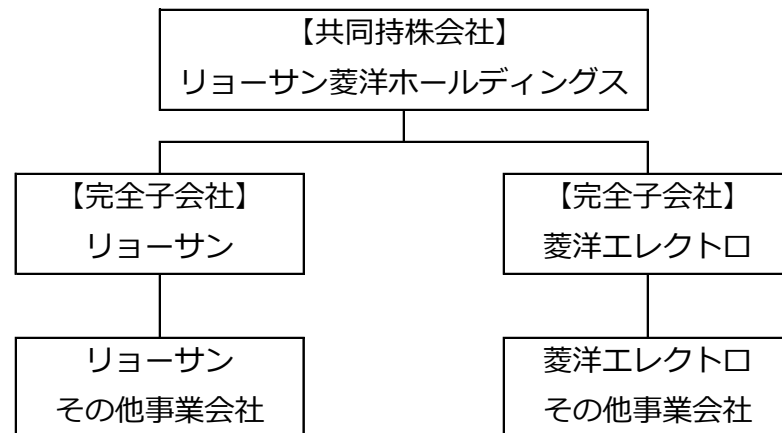 【共同持株会社】
リョーサン菱洋ホールディングス
【完全子会社】
リョーサン
【完全子会社】
菱洋エレクトロ
リョーサン
その他事業会社
菱洋エレクトロ
その他事業会社